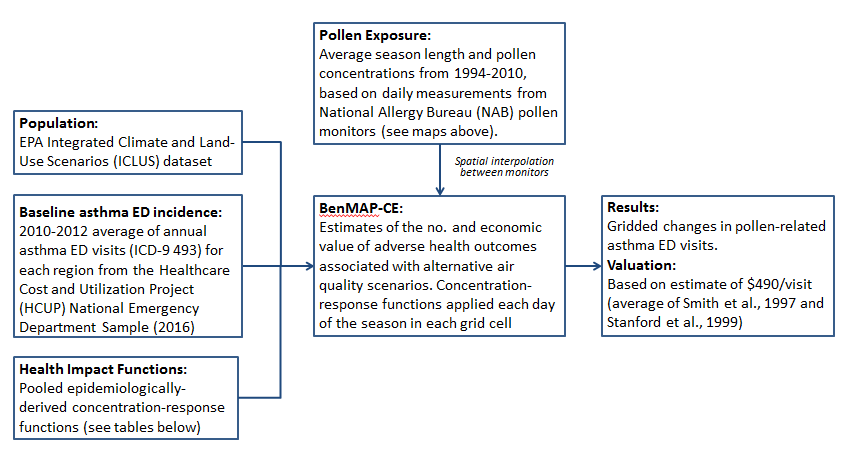 Pollen Exposure:
Average season length and pollen
concentrations from 1994-2010,
based on daily measurements from
National Allergy Bureau (NAB) pollen
monitors (see maps above).
Population:
EPA Integrated Climate and Land-
Use Scenarios (ICLUS) dataset
Spatial interpolation
between monitors
Baseline asthma ED incidence:
2010-2012 average of annual
asthma ED visits (ICD-9 493) for
each region from the Healthcare
Cost and Utilization Project
(HCUP) National Emergency
Department Sample (2016)
BenMAP-CE:
Estimates of the no. and economic
value of adverse health outcomes
associated with alternative air
quality scenarios. Concentration-
response functions applied each day
of the season in each grid cell
Results:
Gridded changes in pollen-related
asthma ED visits.
Valuation:
Based on estimate of $490/visit
(average of Smith et al., 1997 and
Stanford et al., 1999)
Health Impact Functions:
Pooled epidemiologically-
derived concentration-response
functions (see tables below)